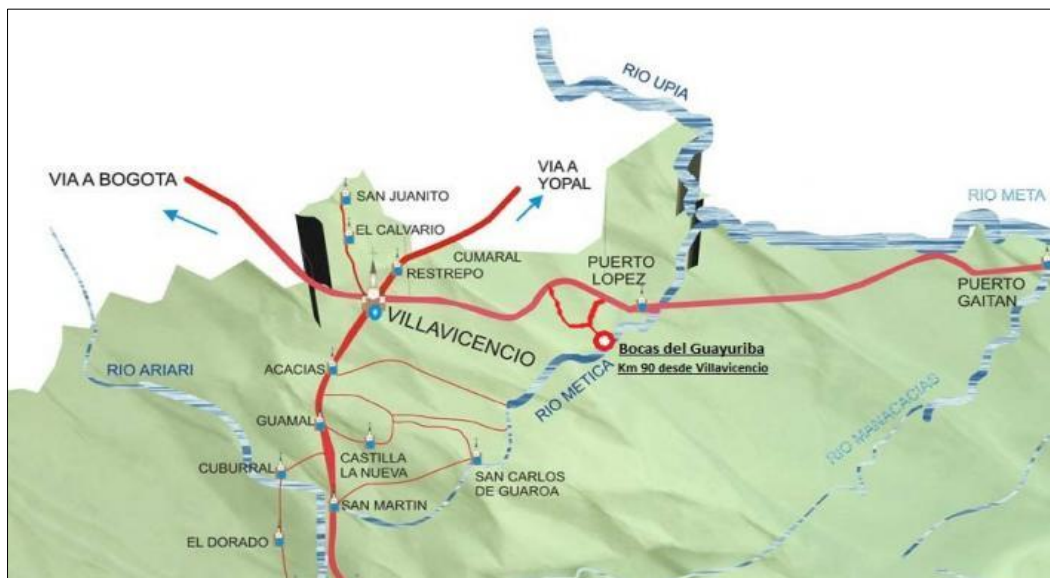 RIO UPIA
VIA A BOGOTA
VIA A
YOPAL
SAN JUANITO
EL CALVARIO
RIO META
CUMARAL
RESTREPO
PUERTO
LOPEZ
PUERTO
GAITAN
VILLAVICENCIO
Bocas del Guayuriba
Km 90 desde Villavicencio
RIO ARIARI
ACACIAS
RIO METICA
RIO MANACACIAS
GUAMAL
CASTILLA
LA NUEVA
CUBURRAL
SAN CARLOS
DE GUAROA
SAN MARTIN
EL DORADO